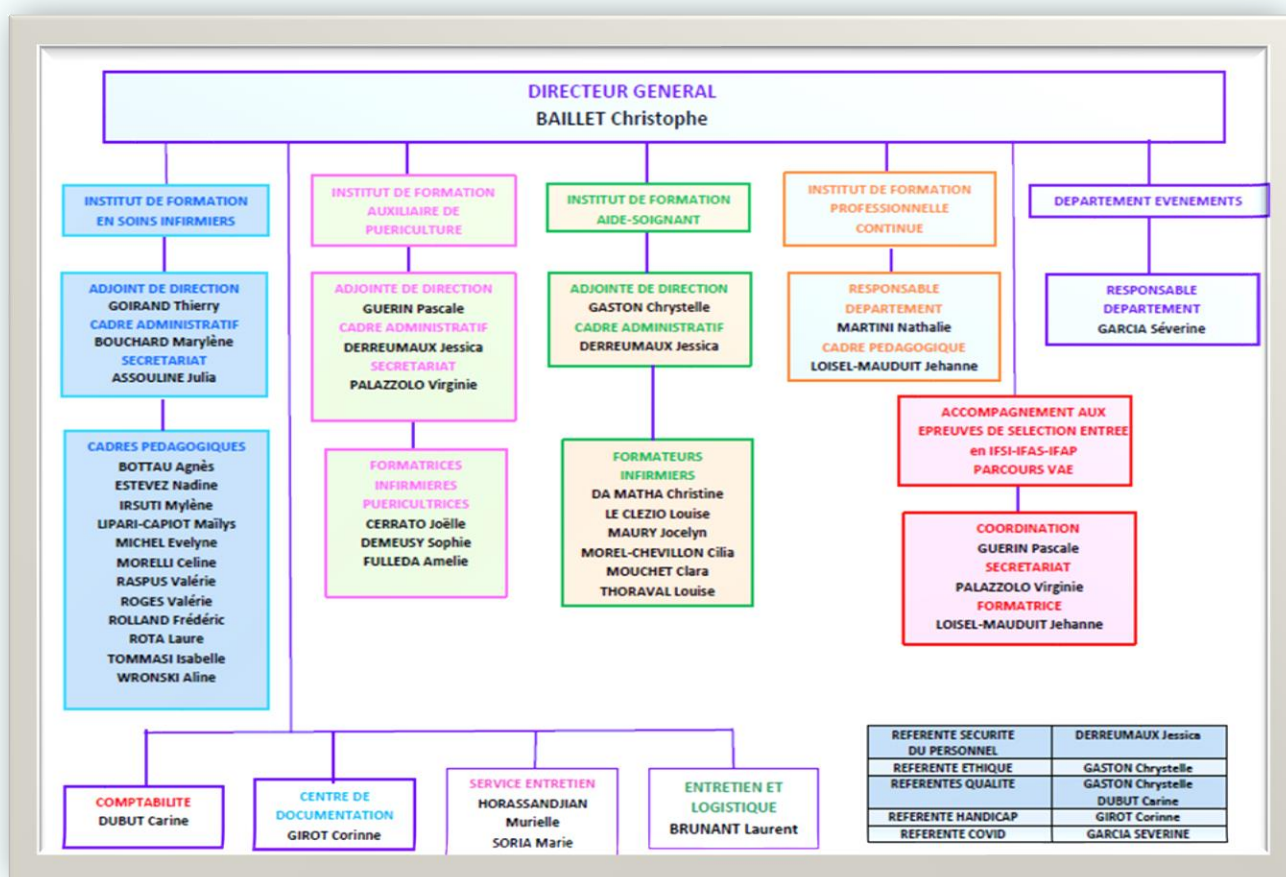 DIRECTEUR GENERAL
BAILLET Christophe
INSTITUT DE FORMATION
EN SOINS INFIRMIERS
ADJOINT DE DIRECTION
GOIRAND Thierry
CADRE ADMINISTRATIF
BOUCHARD Marylène
SECRETARIAT
ASSOULINE Julia
CADRES PEDAGOGIQUES
BOTTAU Agnès
ESTEVEZ Nadine
IRSUTI Mylène
LIPARI-CAPIOT Maïlys
MICHEL Evelyne
MORELLI Celine
RASPUS Valérie
ROGES Valérie
ROLLAND Frédéric
ROTA Laure
TOMMASI Isabelle
WRONSKI Aline
INSTITUT DE FORMATION
AUXILIAIRE DE
PUERICULTURE
ADJOINTE DE DIRECTION
GUERIN Pascale
CADRE ADMINISTRATIF
DERREUMAUX Jessica
SECRETARIAT
PALAZZOLO Virginie
FORMATRICES
INFIRMIERES
PUERICULTRICES
CERRATO Joëlle
DEMEUSY Sophie
FULLEDA Amelie
INSTITUT DE FORMATION
AIDE-SOIGNANT
ADJOINTE DE DIRECTION
GASTON Chrystelle
CADRE ADMINISTRATIF
DERREUMAUX Jessica
FORMATEURS
INFIRMIERS
DA MATHA Christine
LE CLEZIO Louise
MAURY Jocelyn
MOREL-CHEVILLON Cilia
MOUCHET Clara
THORAVAL Louise
INSTITUT DE FORMATION
PROFESSIONNELLE
CONTINUE
RESPONSABLE
DEPARTEMENT
MARTINI Nathalie
CADRE PEDAGOGIQUE
LOISEL-MAUDUIT Jehanne
ACCOMPAGNEMENT AUX
EPREUVES DE SELECTION ENTREE
en IFSI-IFAS-IFAP
PARCOURS VAE
COORDINATION
GUERIN Pascale
SECRETARIAT
PALAZZOLO Virginie
FORMATRICE
LOISEL-MAUDUIT Jehanne
DEPARTEMENT EVENEMENTS
RESPONSABLE
DEPARTEMENT
GARCIA Séverine
COMPTABILITE
DUBUT Carine
CENTRE DE
DOCUMENTATION
GIROT Corinne
SERVICE ENTRETIEN
HORASSANDJIAN
Murielle
SORIA Marie
ENTRETIEN ET
LOGISTIQUE
BRUNANT Laurent
REFERENTE SECURITE DERREUMAUX Jessica
DU PERSONNEL
REFERENTE ETHIQUE GASTON Chrystelle
REFERENTES QUALITE GASTON Chrystelle
DUBUT Carine
REFERENTE HANDICAP GIROT Corinne
REFERENTE COVID GARCIA SEVERINE